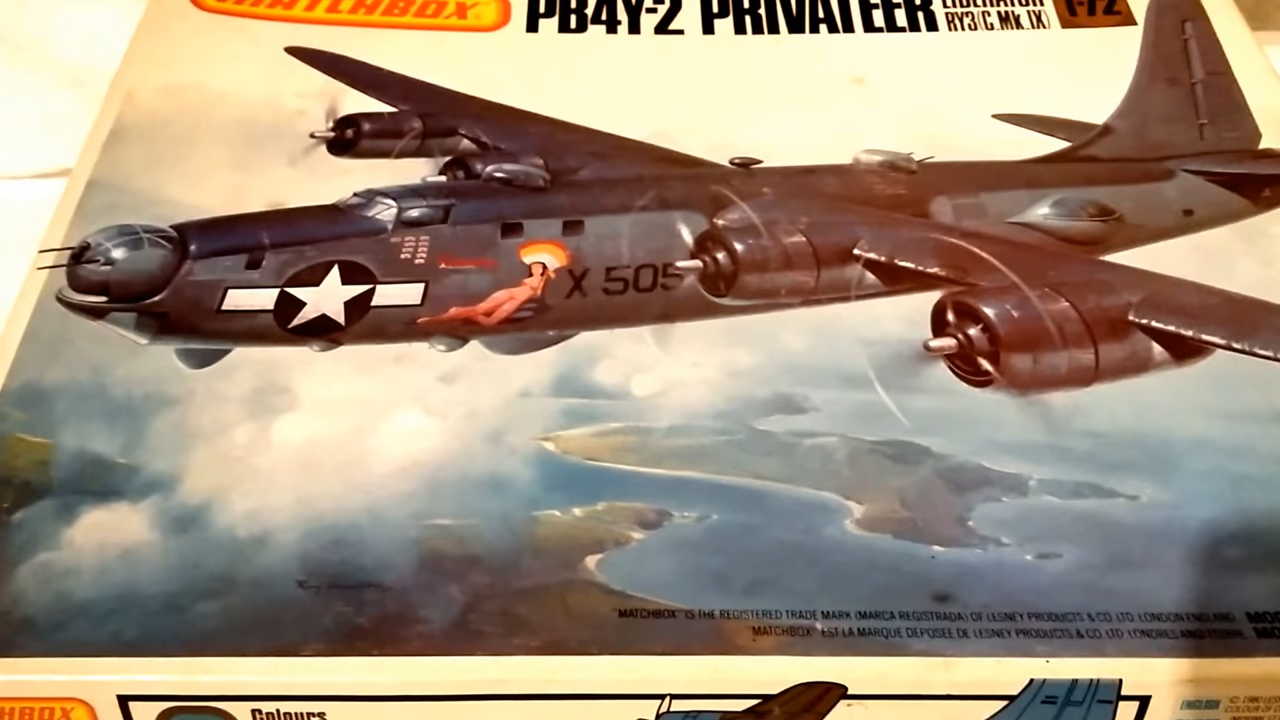 MATCHBOX
PB4Y-2 PRIVATEER
LIBERATOR
RY3(C.Mk.IX)
1-72
X 505
"MATCHBOX" IS THE REGISTERED TRADE MARK (MARCA REGISTRADA) OF LESNEY PRODUCTS & CO. LTD. LONDON ENGLAND.
"MATCHBOX" EST LA MARQUE DEPOSEE DE LESNEY PRODUCTS & CO. LTD. LONDRES ANGLETERRE.
HBOX
Colours
ENGLISH